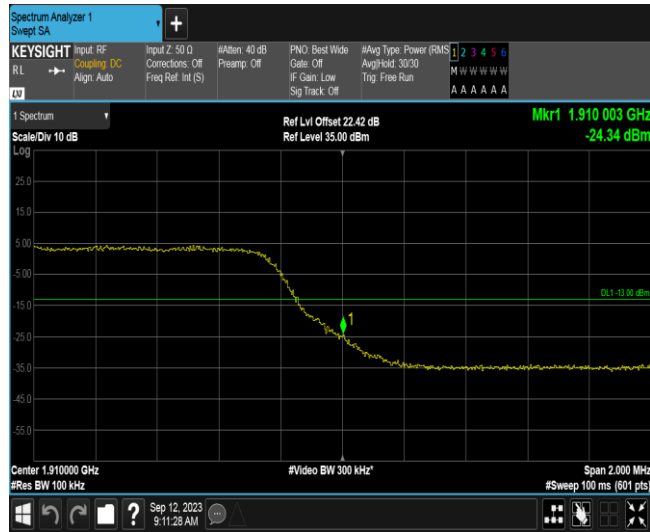 Spectrum Analyzer 1
Swept SA
KEYSIGHT Input: RF Input Z: 50 Ω #Atten: 40 dB PNO: Best Wide #Avg Type: Power (RMS 1 2 3 4 5 6
RL Coupling: DC Corrections: Off Preamp: Off Gate: Off Avg|Hold: 30/30 M W W W W W
Align: Auto Freq Ref: Int (S) IF Gain: Low Trig: Free Run
LXI Sig Track: Off A A A A A A
1 Spectrum Ref Lvl Offset 22.42 dB Mkr1 1.910 003 GHz
Scale/Div 10 dB Ref Level 35.00 dBm -24.34 dBm
Log
25.0
15.0
5.00
-5.00
DL1 -13.00 dBm
-15.0
1
-25.0
-35.0
-45.0
-55.0
Center 1.910000 GHz #Video BW 300 kHz* Span 2.000 MHz
#Res BW 100 kHz #Sweep 100 ms (601 pts)
? Sep 12, 2023
9:11:28 AM